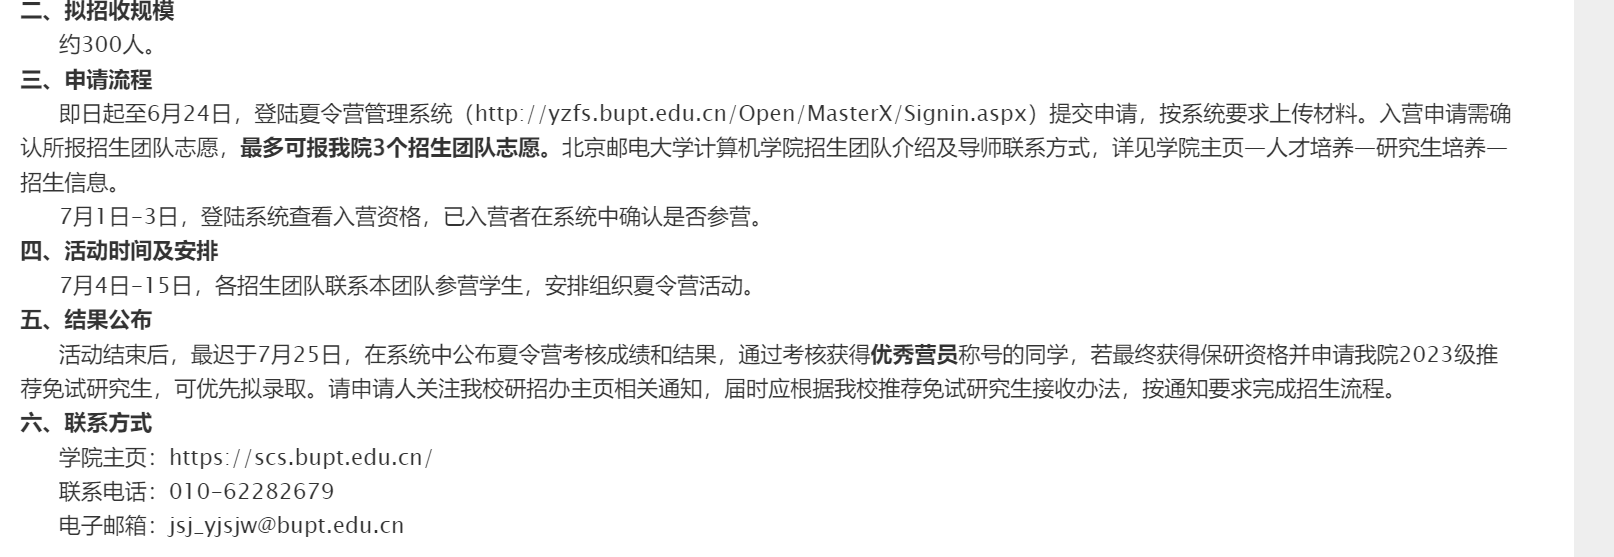 二、拟招收规模
约300人。
三、申请流程
即日起至6月24日，登陆夏令营管理系统（http://yzfs.bupt.edu.cn/Open/MasterX/Signin.aspx）提交申请，按系统要求上传材料。入营申请需确
认所报招生团队志愿，最多可报我院3个招生团队志愿。北京邮电大学计算机学院招生团队介绍及导师联系方式，详见学院主页—人才培养—研究生培养—
招生信息。
7月1日-3日，登陆系统查看入营资格，已入营者在系统中确认是否参营。
四、活动时间及安排
7月4日-15日，各招生团队联系本团队参营学生，安排组织夏令营活动。
五、结果公布
活动结束后，最迟于7月25日，在系统中公布夏令营考核成绩和结果，通过考核获得优秀营员称号的同学，若最终获得保研资格并申请我院2023级推
荐免试研究生，可优先拟录取。请申请人关注我校研招办主页相关通知，届时应根据我校推荐免试研究生接收办法，按通知要求完成招生流程。
六、联系方式
学院主页：https://scs.bupt.edu.cn/
联系电话：010-62282679
电子邮箱：jsj_yjsjw@bupt.edu.cn